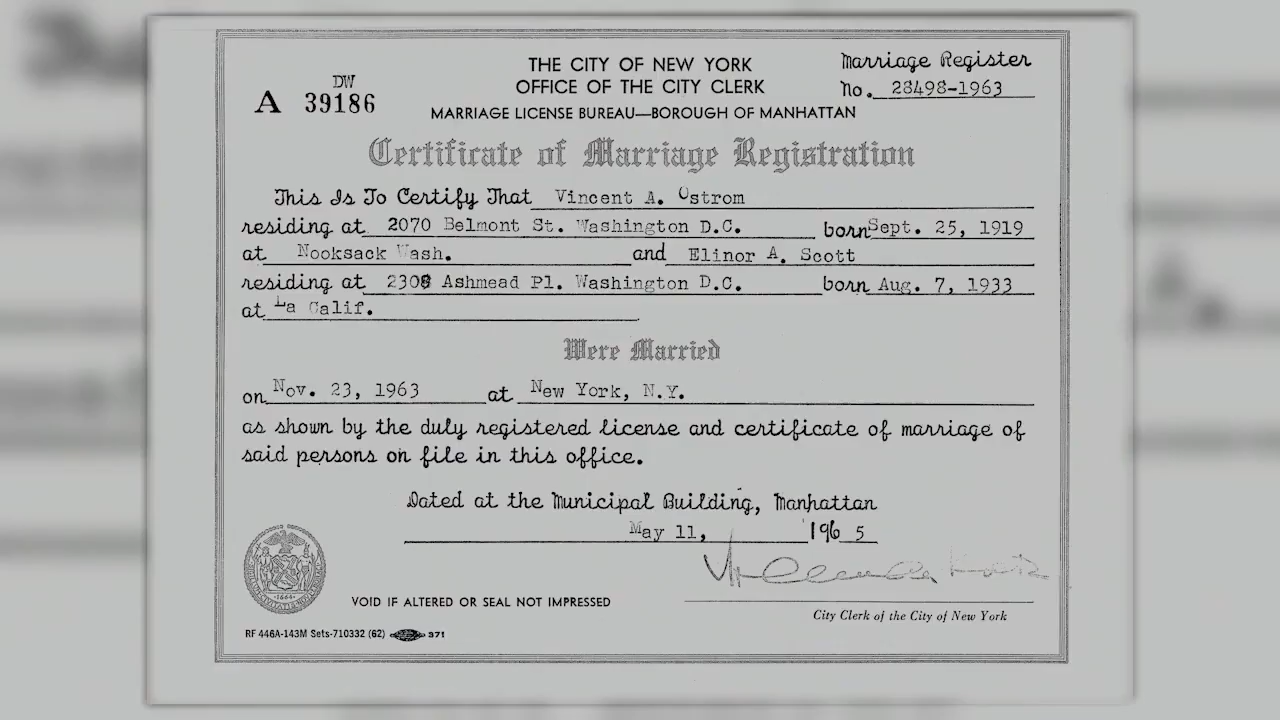 DW
A 39186
THE CITY OF NEW YORK
OFFICE OF THE CITY CLERK
MARRIAGE LICENSE BUREAU—BOROUGH OF MANHATTAN
Marriage Register
No. 28498-1963
Certificate of Marriage Registration
This Is To Certify That Vincent A. Ostrom
residing at 2070 Belmont St. Washington D.C. born Sept. 25, 1919
at Nooksack Wash. and Elinor A. Scott
residing at 2308 Ashmead Pl. Washington D.C. born Aug. 7, 1933
at La Calif.
Were Married
on Nov. 23, 1963 at New York, N.Y.
as shown by the duly registered license and certificate of marriage of
said persons on file in this office.
Dated at the Municipal Building, Manhattan
May 11, 196 5
VOID IF ALTERED OR SEAL NOT IMPRESSED
City Clerk of the City of New York
RF 446A-143M Sets-710332 (62) 371